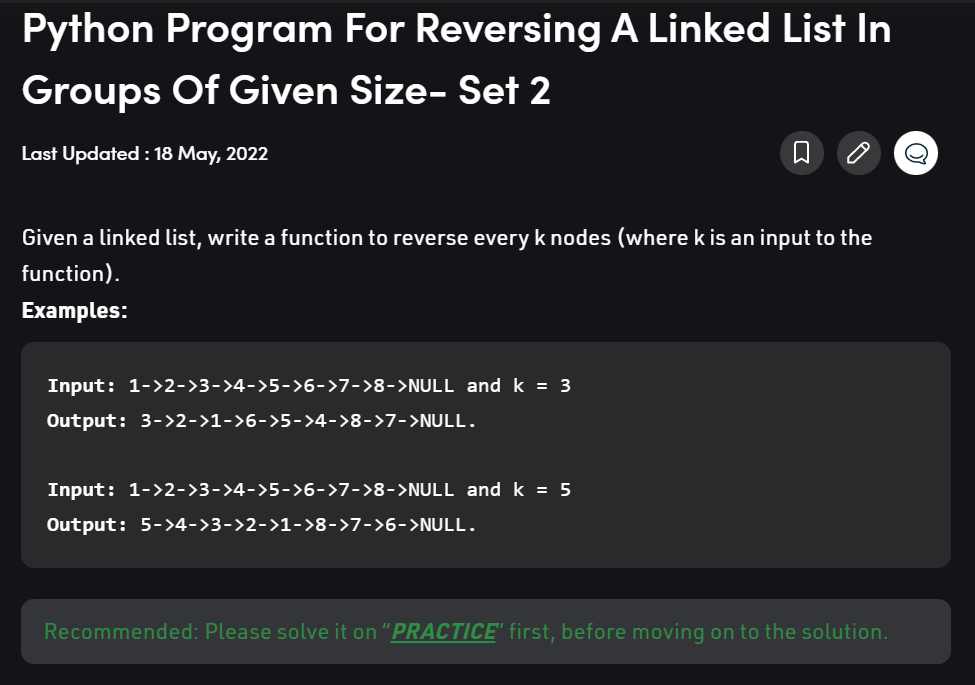 Python Program For Reversing A Linked List In
Groups Of Given Size- Set 2
Last Updated : 18 May, 2022
Given a linked list, write a function to reverse every k nodes (where k is an input to the
function).
Examples:
Input: 1->2->3->4->5->6->7->8->NULL and k = 3
Output: 3->2->1->6->5->4->8->7->NULL.
Input: 1->2->3->4->5->6->7->8->NULL and k = 5
Output: 5->4->3->2->1->8->7->6->NULL.
Recommended: Please solve it on “PRACTICE” first, before moving on to the solution.